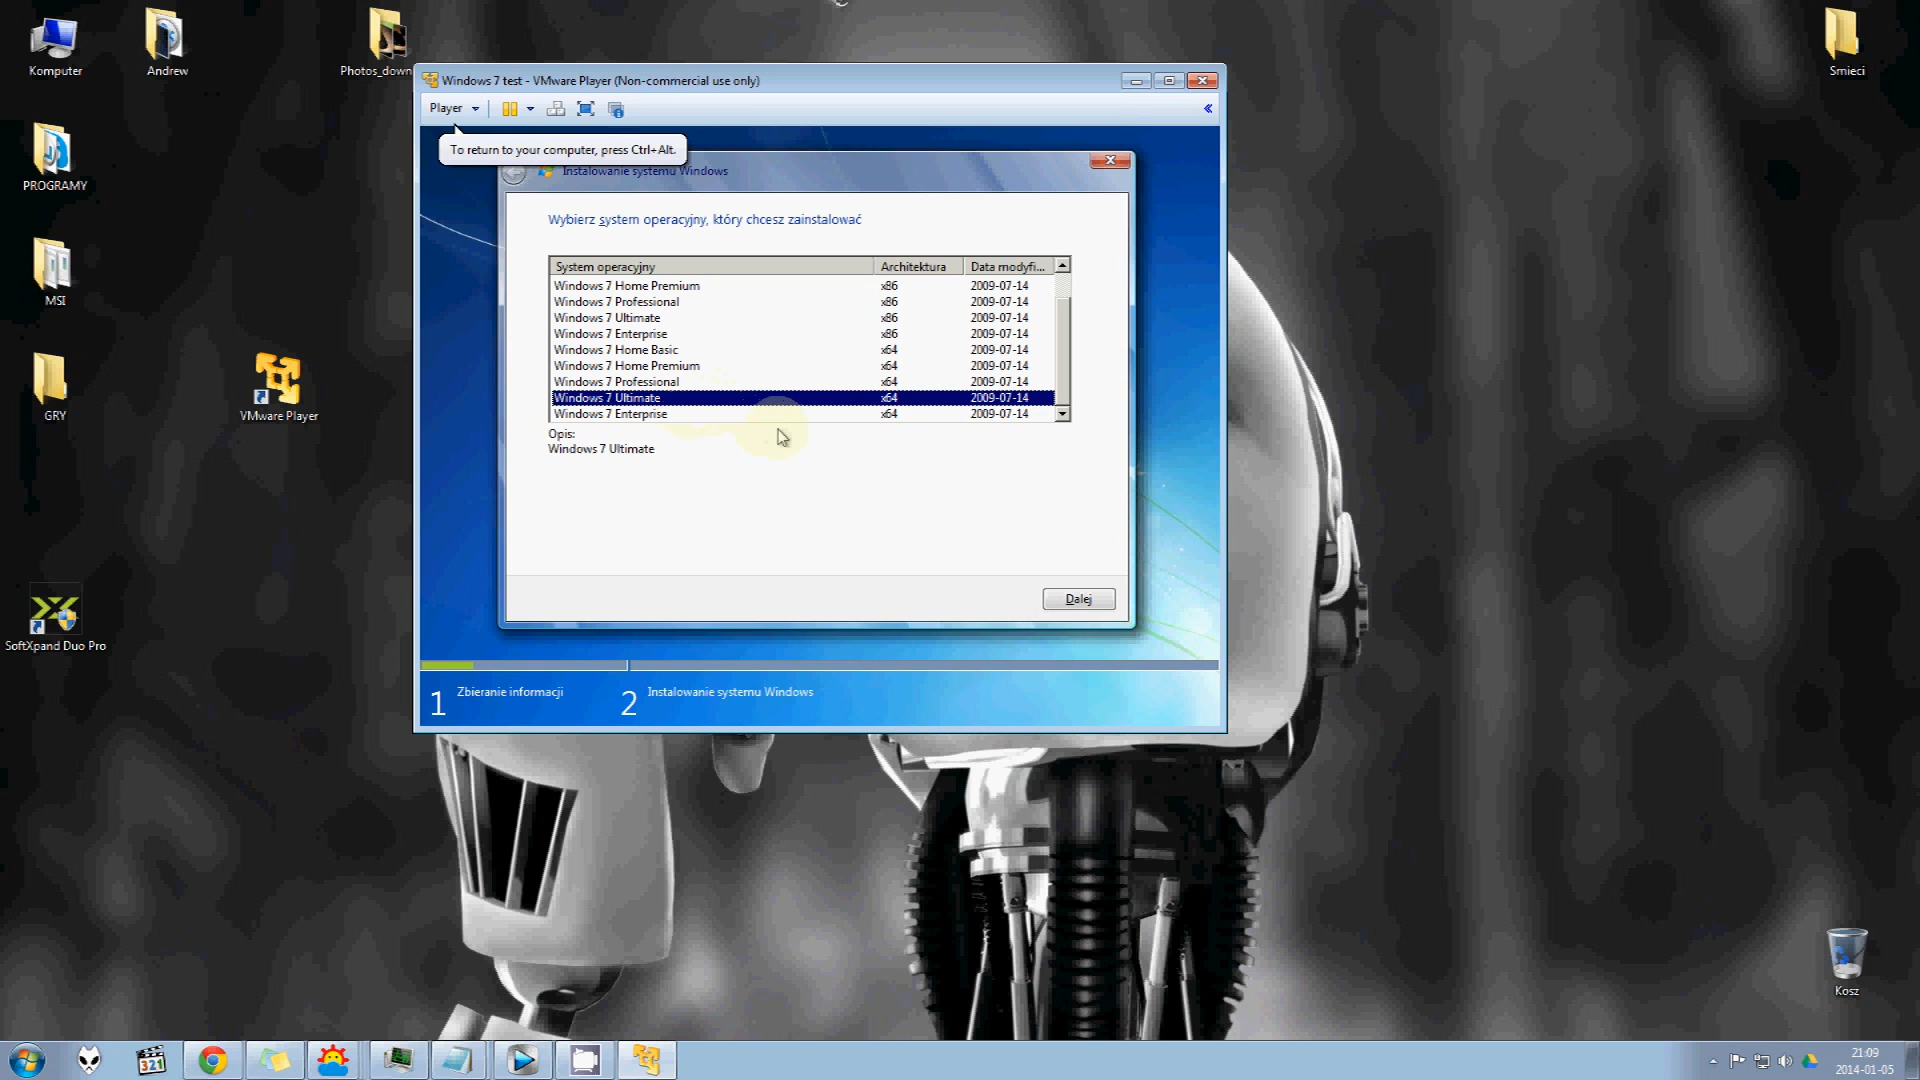 Komputer
Andrew
Photos_down
Smieci
PROGRAMY
MSI
GRY
VMware Player
SoftXpand Duo Pro
Kosz
Windows 7 test - VMware Player (Non-commercial use only)
Player
To return to your computer, press Ctrl+Alt.
Instalowanie systemu Windows
Wybierz system operacyjny, który chcesz zainstalować
System operacyjny Architektura Data modyfi...
Windows 7 Home Premium x86 2009-07-14
Windows 7 Professional x86 2009-07-14
Windows 7 Ultimate x86 2009-07-14
Windows 7 Enterprise x86 2009-07-14
Windows 7 Home Basic x64 2009-07-14
Windows 7 Home Premium x64 2009-07-14
Windows 7 Professional x64 2009-07-14
Windows 7 Ultimate x64 2009-07-14
Windows 7 Enterprise x64 2009-07-14
Opis:
Windows 7 Ultimate
Dalej
1 Zbieranie informacji 2 Instalowanie systemu Windows
321
21:09
2014-01-05